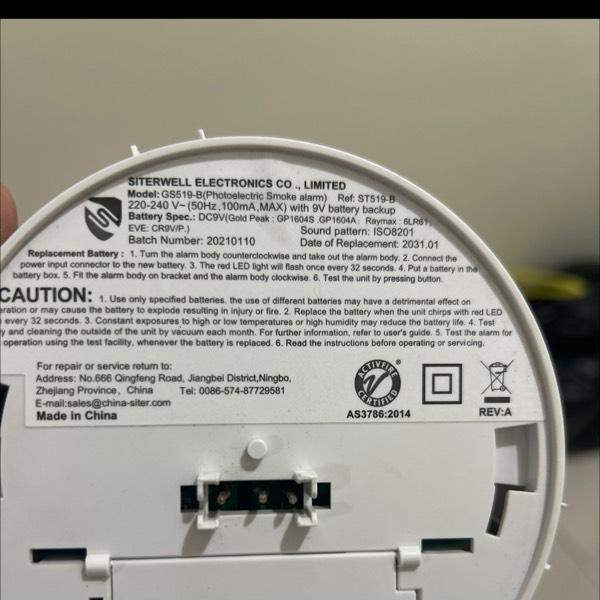 SITERWELL ELECTRONICS CO ., LIMITED
Model: GS519-B(Photoelectric Smoke alarm) Ref: ST519-B
220-240 V~ (50Hz,100mA,MAX) with 9V battery backup
Battery Spec.: DC9V(Gold Peak : GP1604S .GP1604A . Raymax : 6LR61,
EVE: CR9V/P.)
Sound pattern: ISO8201
Batch Number: 20210110
Date of Replacement: 2031.01
Replacement Battery : 1. Turn the alarm body counterclockwise and take out the alarm body. 2. Connect the
power input connector to the new battery. 3. The red LED light will flash once every 32 seconds. 4. Put a battery in the
battery box. 5. Fit the alarm body on bracket and the alarm body clockwise. 6. Test the unit by pressing button.
CAUTION: 1. Use only specified batteries. the use of different batteries may have a detrimental effect on
or may cause the battery to explode resulting in injury or fire. 2. Replace the battery when the unit chirps with red LED
every 32 seconds. 3. Constant exposures to high or low temperatures or high humidity may reduce the battery life. 4. Test
and cleaning the outside of the unit by vacuum each month. For further information, refer to user's guide. 5. Test the alarm for
operation using the test facility, whenever the battery is replaced. 6. Read the instructions before operating or servicing.
For repair or service return to:
Address: No.666 Qingfeng Road, Jiangbei District,Ningbo,
Zhejiang Province, China Tel: 0086-574-87729581
E-mail:sales@china-siter.com
Made in China
ACTIVFIRE
®
CERTIFIED
AS3786:2014
REV:A